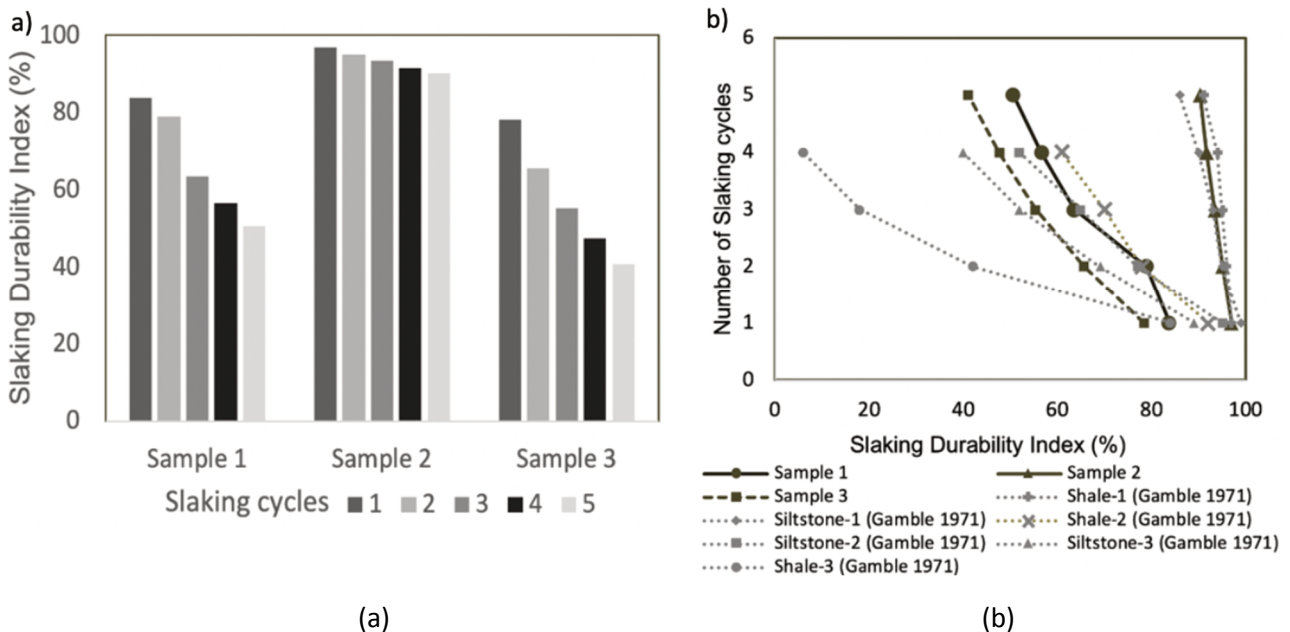 a)
Slaking Durability Index (%)
100
80
60
40
20
0
Sample 1 Sample 2 Sample 3
Slaking cycles 1 2 3 4 5
(a)
b)
Number of Slaking cycles
6
5
4
3
2
1
0
0 20 40 60 80 100
Slaking Durability Index (%)
Sample 1 Sample 2
Sample 3 Shale-1 (Gamble 1971)
Siltstone-1 (Gamble 1971) Shale-2 (Gamble 1971)
Siltstone-2 (Gamble 1971) Siltstone-3 (Gamble 1971)
Shale-3 (Gamble 1971)
(b)